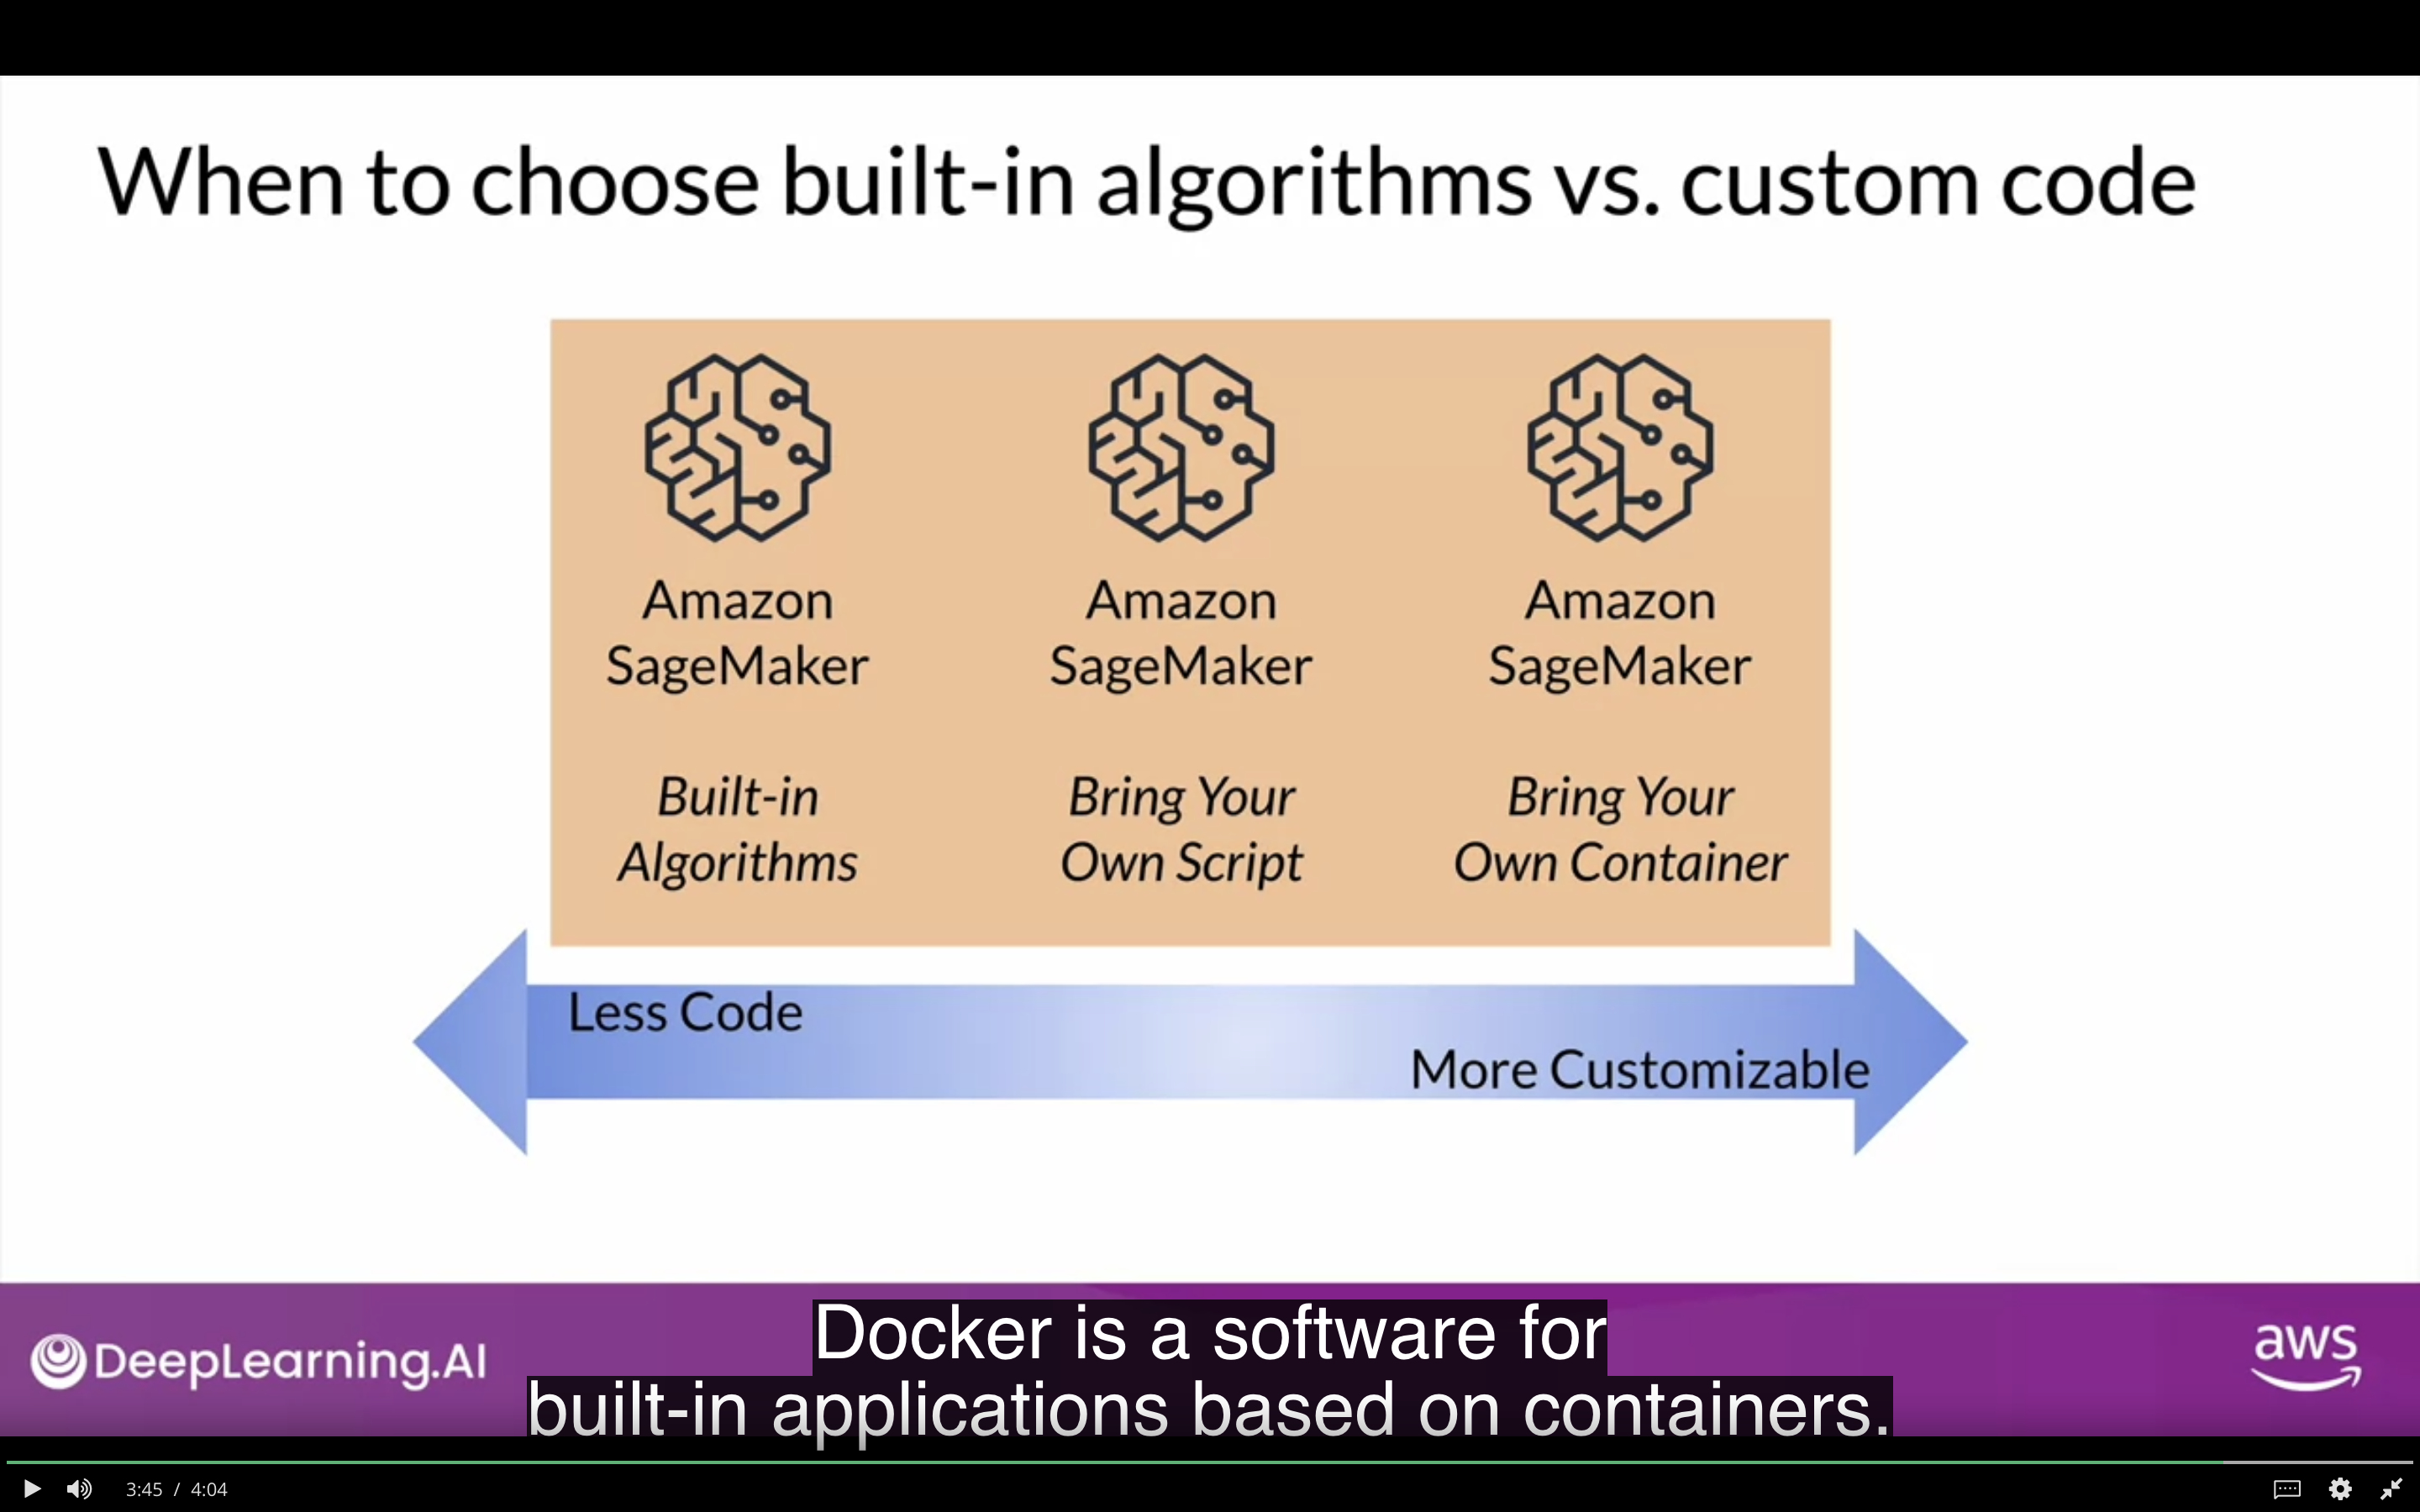 When to choose built-in algorithms vs. custom code
Amazon
SageMaker
Built-in
Algorithms
Amazon
SageMaker
Bring Your
Own Script
Amazon
SageMaker
Bring Your
Own Container
Less Code
More Customizable
DeepLearning.AI
Docker is a software for
built-in applications based on containers.
aws
3:45 / 4:04